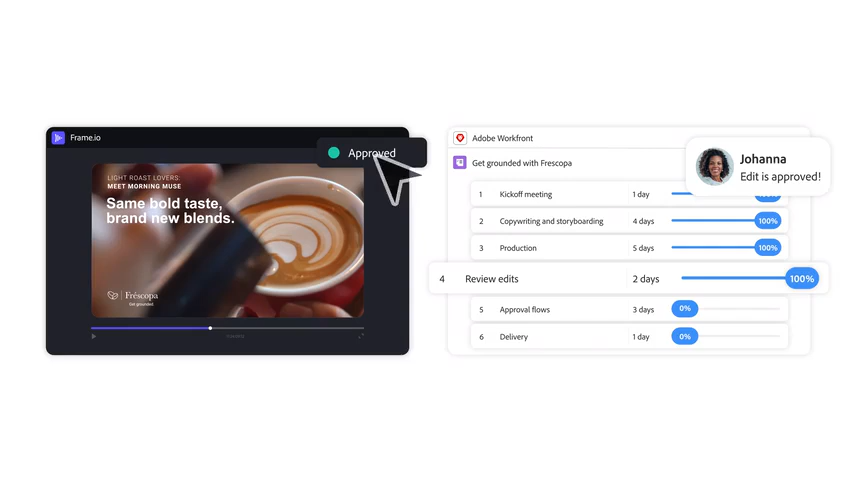 Frame.io
Approved
LIGHT ROAST LOVERS:
MEET MORNING MUSE
Same bold taste,
brand new blends.
Fréscopa
Get grounded.
Adobe Workfront
Get grounded with Frescopa
Johanna
Edit is approved!
1 Kickoff meeting 1 day 100%
2 Copywriting and storyboarding 4 days 100%
3 Production 5 days 100%
4 Review edits 2 days 100%
5 Approval flows 3 days 0%
6 Delivery 1 day 0%